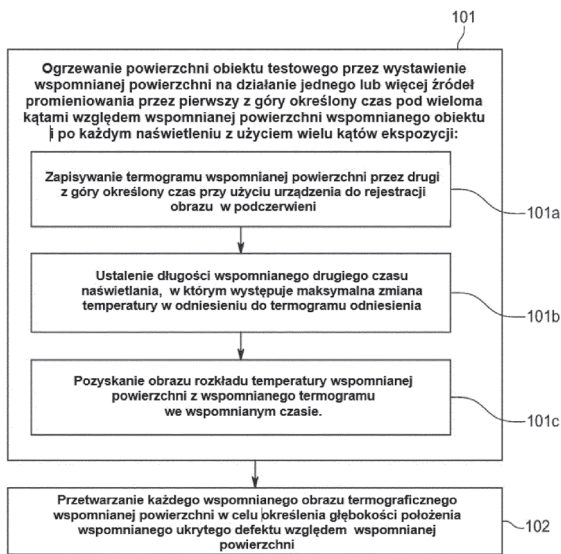 101
Ogrzewanie powierzchni obiektu testowego przez wystawienie
wspomnianej powierzchni na działanie jednego lub więcej źródeł
promieniowania przez pierwszy z góry określony czas pod wieloma
kątami względem wspomnianej powierzchni wspomnianego obiektu
i po każdym naświetleniu z użyciem wielu kątów ekspozycji:
Zapisywanie termogramu wspomnianej powierzchni przez drugi
z góry określony czas przy użyciu urządzenia do rejestracji
obrazu w podczerwieni
101a
Ustalenie długości wspomnianego drugiego czasu
naświetlania, w którym występuje maksymalna zmiana
temperatury w odniesieniu do termogramu odniesienia
101b
Pozyskanie obrazu rozkładu temperatury wspomnianej
powierzchni z wspomnianego termogramu
we wspomnianym czasie.
101c
Przetwarzanie każdego wspomnianego obrazu termograficznego
wspomnianej powierzchni w celu określenia głębokości położenia
wspomnianego ukrytego defektu względem wspomnianej
powierzchni
102